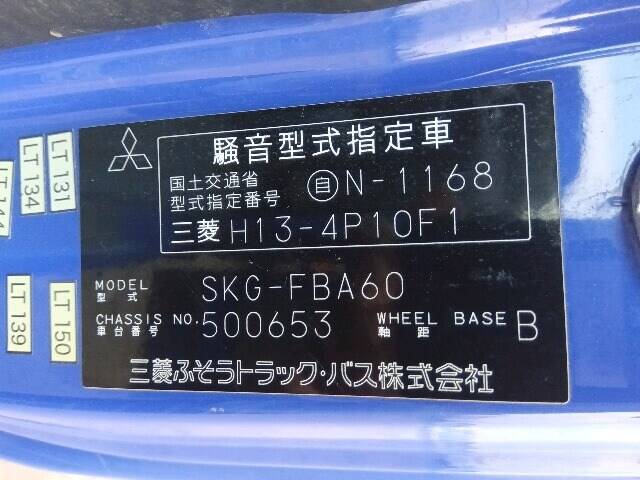 騒音型式指定車
国土交通省
型式指定番号 自N-1168
三菱 H13-4P10F1
MODEL 型式 SKG-FBA60
CHASSIS NO. 車台番号 500653 WHEEL BASE 軸距 B
三菱ふそうトラック・バス株式会社
LT 131
LT 134
LT 150
LT 139